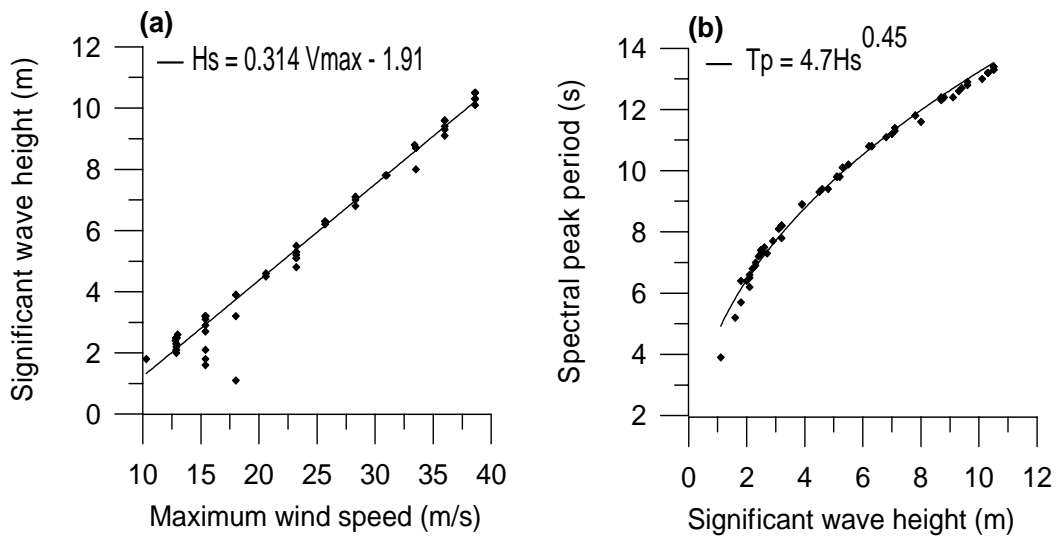 (a)
Hs = 0.314 Vmax - 1.91
Significant wave height (m)
12
10
8
6
4
2
0
10 15 20 25 30 35 40
Maximum wind speed (m/s)
(b)
Tp = 4.7Hs 0.45
Spectral peak period (s)
14
12
10
8
6
4
2
0 2 4 6 8 10 12
Significant wave height (m)